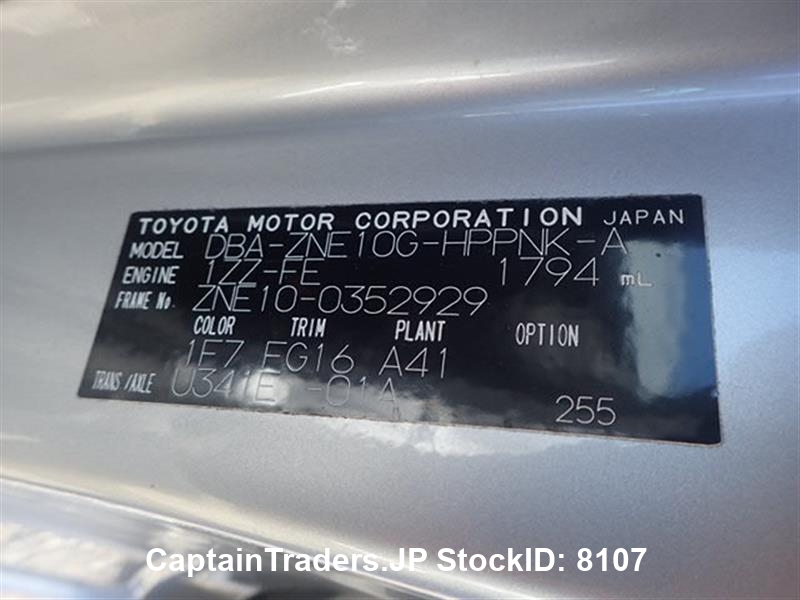 TOYOTA MOTOR CORPORATION JAPAN
MODEL DBA-ZNE10G-HPPNK-A
ENGINE 1ZZ-FE 1794 mL
FRAME No. ZNE10-0352929
COLOR TRIM PLANT OPTION
1F7 FG16 A41
TRANS/AXLE U341E -01A
255
CaptainTraders.JP StockID: 8107